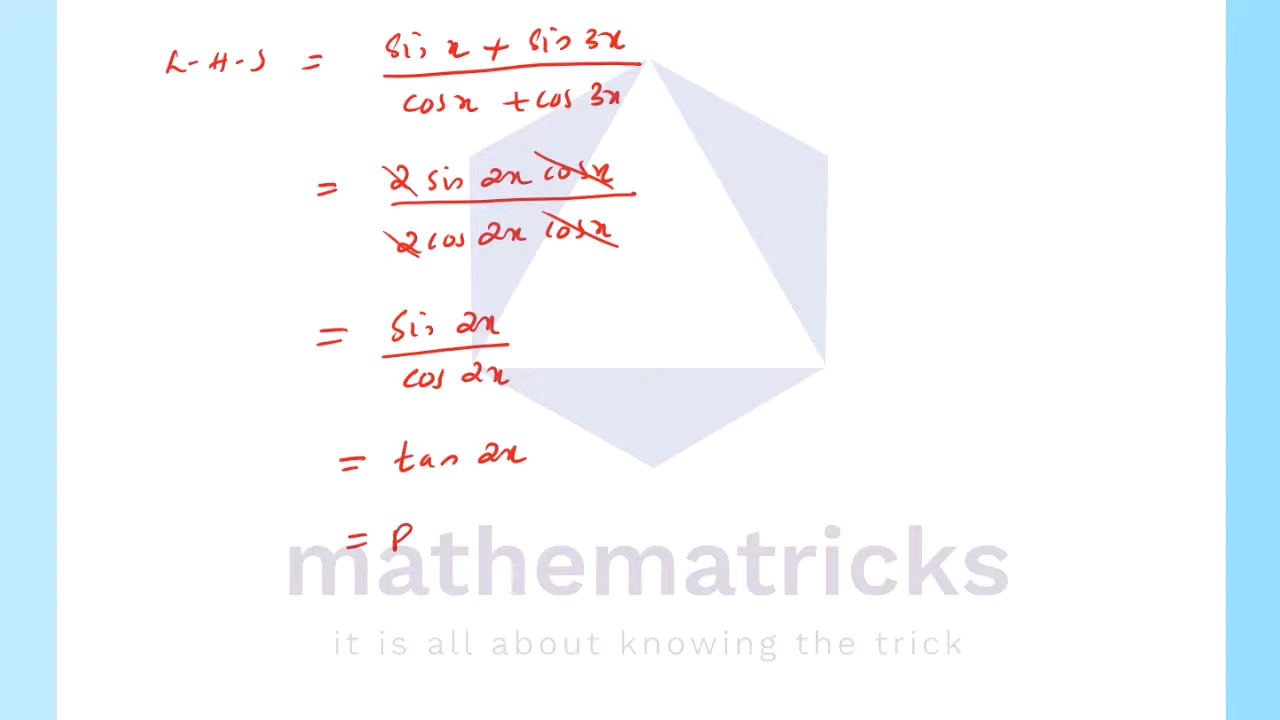 L-H-S = sin x + sin 3x
cos x + cos 3x
= 2 sin 2x cos x
2 cos 2x cos x
= sin 2x
cos 2x
= tan 2x
= P
mathematricks
it is all about knowing the trick